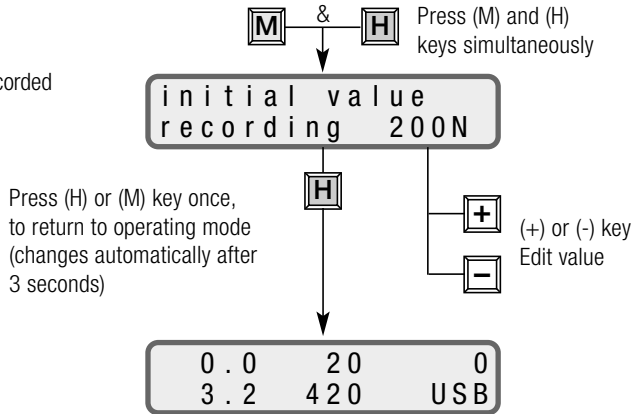 M & H
Press (M) and (H)
keys simultaneously
initial value
recording 200N
H
Press (H) or (M) key once,
to return to operating mode
(changes automatically after
3 seconds)
+
(+) or (-) key
Edit value
−
0.0 20 0
3.2 420 USB